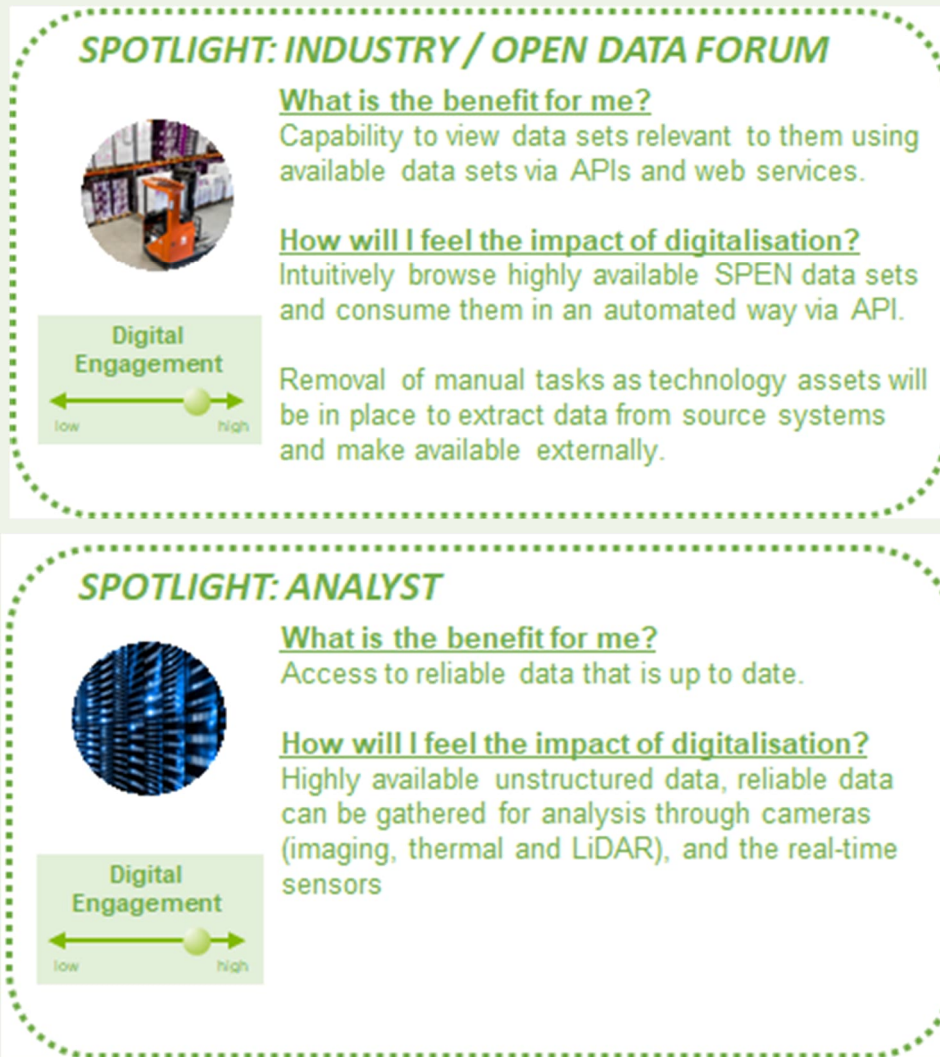 SPOTLIGHT: INDUSTRY / OPEN DATA FORUM
What is the benefit for me?
Capability to view data sets relevant to them using
available data sets via APIs and web services.
How will I feel the impact of digitalisation?
Intuitively browse highly available SPEN data sets
and consume them in an automated way via API.
Removal of manual tasks as technology assets will
be in place to extract data from source systems
and make available externally.
Digital
Engagement
low high
SPOTLIGHT: ANALYST
What is the benefit for me?
Access to reliable data that is up to date.
How will I feel the impact of digitalisation?
Highly available unstructured data, reliable data
can be gathered for analysis through cameras
(imaging, thermal and LiDAR), and the real-time
sensors
Digital
Engagement
low high